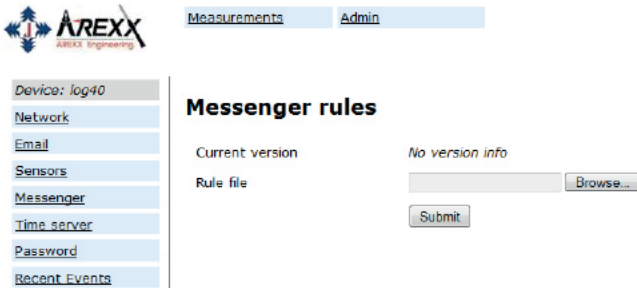 J AREXX
AREXX Engineering
Measurements Admin
Device: log40
Network
Email
Sensors
Messenger
Time server
Password
Recent Events
Messenger rules
Current version No version info
Rule file Browse...
Submit